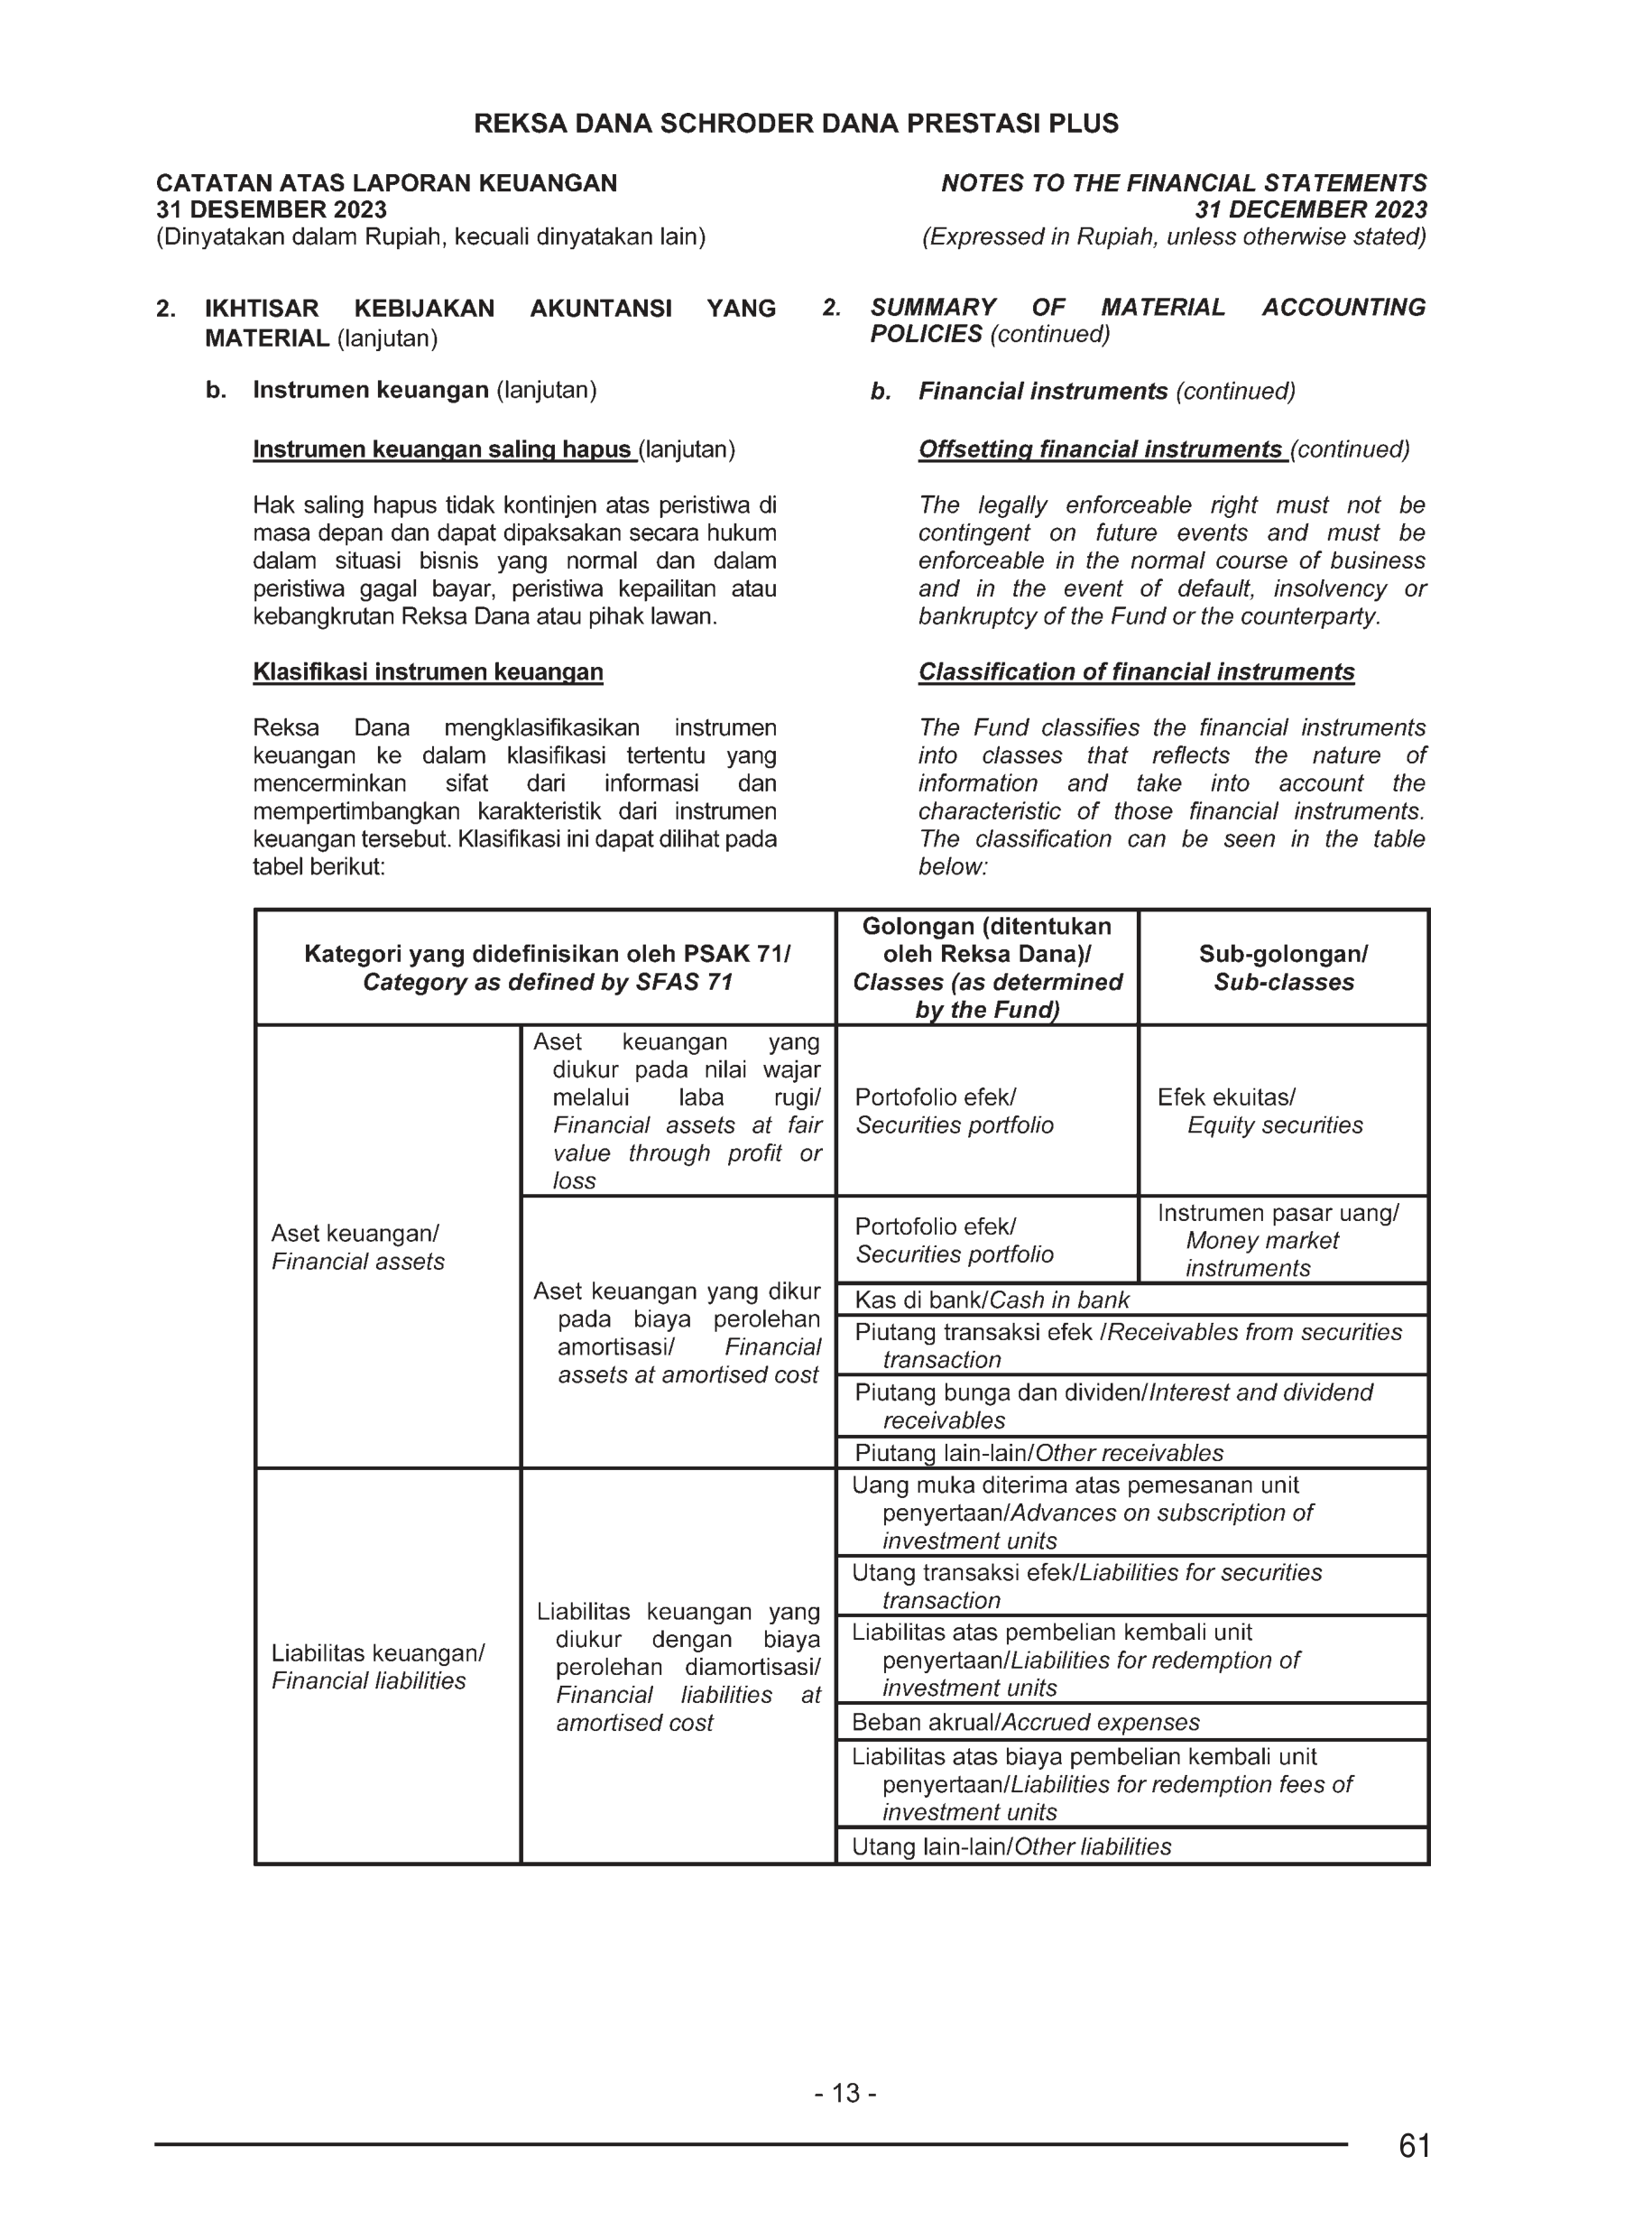 REKSA DANA SCHRODER DANA PRESTASI PLUS
CATATAN ATAS LAPORAN KEUANGAN
31 DESEMBER 2023
(Dinyatakan dalam Rupiah, kecuali dinyatakan lain)
NOTES TO THE FINANCIAL STATEMENTS
31 DECEMBER 2023
(Expressed in Rupiah, unless otherwise stated)
2. IKHTISAR KEBIJAKAN AKUNTANSI YANG
MATERIAL (lanjutan)
b. Instrumen keuangan (lanjutan)
Instrumen keuangan saling hapus (lanjutan)
Hak saling hapus tidak kontinjen atas peristiwa di
masa depan dan dapat dipaksakan secara hukum
dalam situasi bisnis yang normal dan dalam
peristiwa gagal bayar, peristiwa kepailitan atau
kebangkrutan Reksa Dana atau pihak lawan.
Klasifikasi instrumen keuangan
Reksa Dana mengklasifikasikan instrumen
keuangan ke dalam klasifikasi tertentu yang
mencerminkan sifat dari informasi dan
mempertimbangkan karakteristik dari instrumen
keuangan tersebut. Klasifikasi ini dapat dilihat pada
tabel berikut:
2. SUMMARY OF MATERIAL ACCOUNTING
POLICIES (continued)
b. Financial instruments (continued)
Offsetting financial instruments (continued)
The legally enforceable right must not be
contingent on future events and must be
enforceable in the normal course of business
and in the event of default, insolvency or
bankruptcy of the Fund or the counterparty.
Classification of financial instruments
The Fund classifies the financial instruments
into classes that reflects the nature of
information and take into account the
characteristic of those financial instruments.
The classification can be seen in the table
below:
Kategori yang didefinisikan oleh PSAK 71/
Category as defined by SFAS 71
Golongan (ditentukan
oleh Reksa Dana)/
Classes (as determined
by the Fund)
Sub-golongan/
Sub-classes
Aset keuangan/
Financial assets
Aset keuangan yang
diukur pada nilai wajar
melalui laba rugi/
Financial assets at fair
value through profit or
loss
Portofolio efek/
Securities portfolio
Efek ekuitas/
Equity securities
Aset keuangan yang dikur
pada biaya perolehan
amortisasi/ Financial
assets at amortised cost
Portofolio efek/
Securities portfolio
Instrumen pasar uang/
Money market
instruments
Kas di bank/Cash in bank
Piutang transaksi efek /Receivables from securities
transaction
Piutang bunga dan dividen/Interest and dividend
receivables
Piutang lain-lain/Other receivables
Liabilitas keuangan/
Financial liabilities
Liabilitas keuangan yang
diukur dengan biaya
perolehan diamortisasi/
Financial liabilities at
amortised cost
Uang muka diterima atas pemesanan unit
penyertaan/Advances on subscription of
investment units
Utang transaksi efek/Liabilities for securities
transaction
Liabilitas atas pembelian kembali unit
penyertaan/Liabilities for redemption of
investment units
Beban akrual/Accrued expenses
Liabilitas atas biaya pembelian kembali unit
penyertaan/Liabilities for redemption fees of
investment units
Utang lain-lain/Other liabilities
- 13 -
61